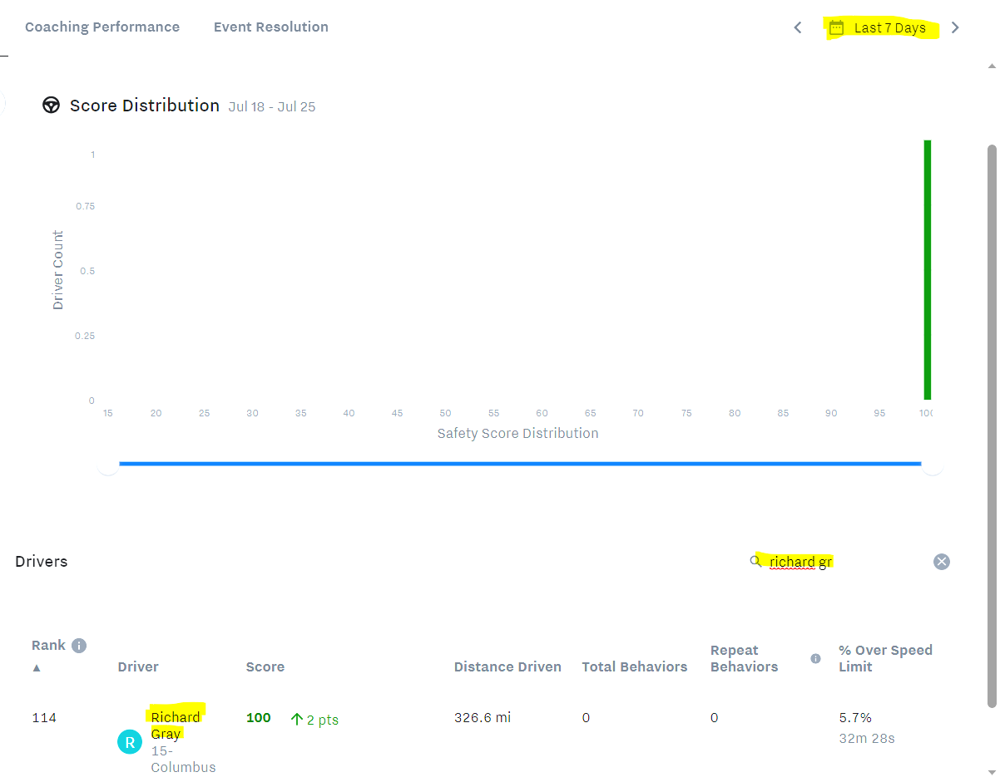 Coaching Performance Event Resolution Last 7 Days
Score Distribution Jul 18 - Jul 25
1
0.75
0.5
0.25
0
Driver Count
15 20 25 30 35 40 45 50 55 60 65 70 75 80 85 90 95 100
Safety Score Distribution
Drivers richard gr
Rank Driver Score Distance Driven Total Behaviors Repeat Behaviors % Over Speed Limit
114 Richard Gray 100 2 pts 326.6 mi 0 0 5.7%
R 15-Columbus 32m 28s